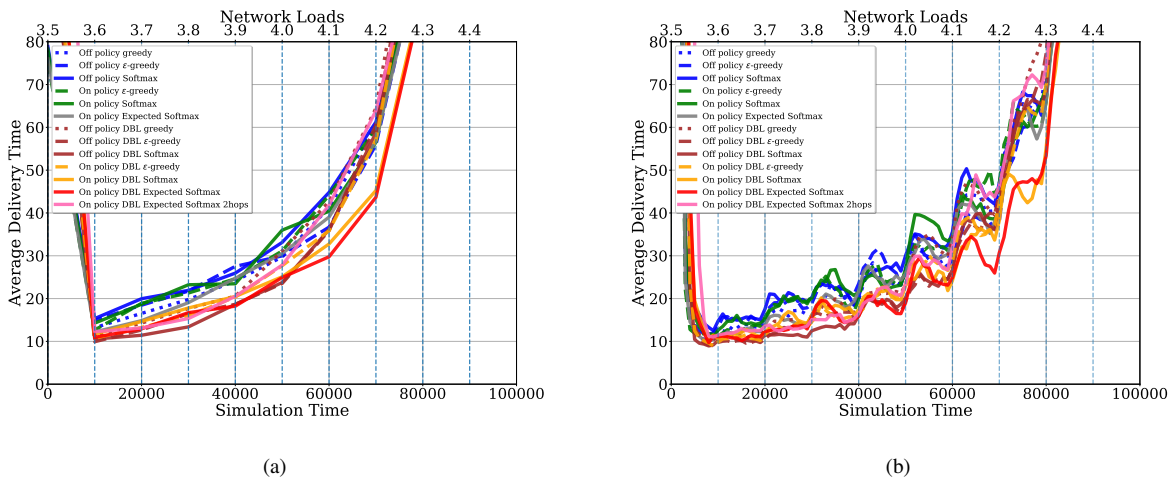 Network Loads
3.5 3.6 3.7 3.8 3.9 4.0 4.1 4.2 4.3 4.4
80
70
60
50
40
30
20
10
0
Average Delivery Time
Off policy greedy
Off policy ε-greedy
Off policy Softmax
On policy ε-greedy
On policy Softmax
On policy Expected Softmax
Off policy DBL greedy
Off policy DBL ε-greedy
Off policy DBL Softmax
On policy DBL ε-greedy
On policy DBL Softmax
On policy DBL Expected Softmax
On policy DBL Expected Softmax 2hops
0 20000 40000 60000 80000 100000
Simulation Time
(a)
Network Loads
3.5 3.6 3.7 3.8 3.9 4.0 4.1 4.2 4.3 4.4
80
70
60
50
40
30
20
10
0
Average Delivery Time
Off policy greedy
Off policy ε-greedy
Off policy Softmax
On policy ε-greedy
On policy Softmax
On policy Expected Softmax
Off policy DBL greedy
Off policy DBL ε-greedy
Off policy DBL Softmax
On policy DBL ε-greedy
On policy DBL Softmax
On policy DBL Expected Softmax
On policy DBL Expected Softmax 2hops
0 20000 40000 60000 80000 100000
Simulation Time
(b)